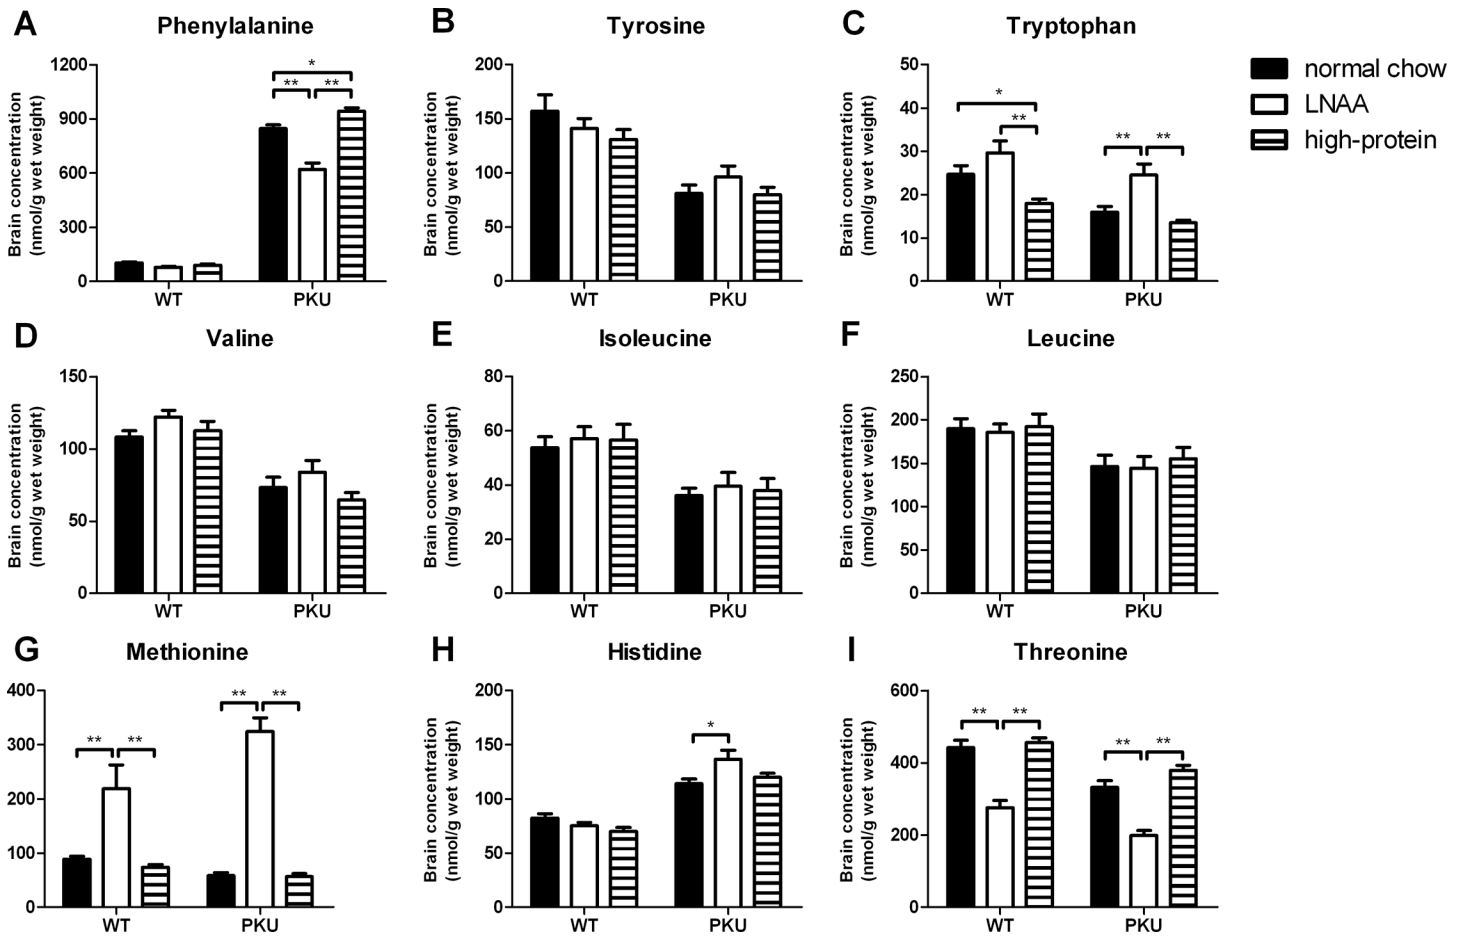 A Phenylalanine
1200
900
600
300
0
Brain concentration
(nmol/g wet weight)
*
** **
WT PKU
B Tyrosine
200
150
100
50
0
Brain concentration
(nmol/g wet weight)
WT PKU
C Tryptophan
50
40
30
20
10
0
Brain concentration
(nmol/g wet weight)
*
**
** **
WT PKU
normal chow
LNAA
high-protein
D Valine
150
100
50
0
Brain concentration
(nmol/g wet weight)
WT PKU
E Isoleucine
80
60
40
20
0
Brain concentration
(nmol/g wet weight)
WT PKU
F Leucine
250
200
150
100
50
0
Brain concentration
(nmol/g wet weight)
WT PKU
G Methionine
400
300
200
100
0
** **
** **
WT PKU
H Histidine
200
150
100
50
0
Brain concentration
(nmol/g wet weight)
*
WT PKU
I Threonine
600
400
200
0
Brain concentration
(nmol/g wet weight)
** **
** **
WT PKU